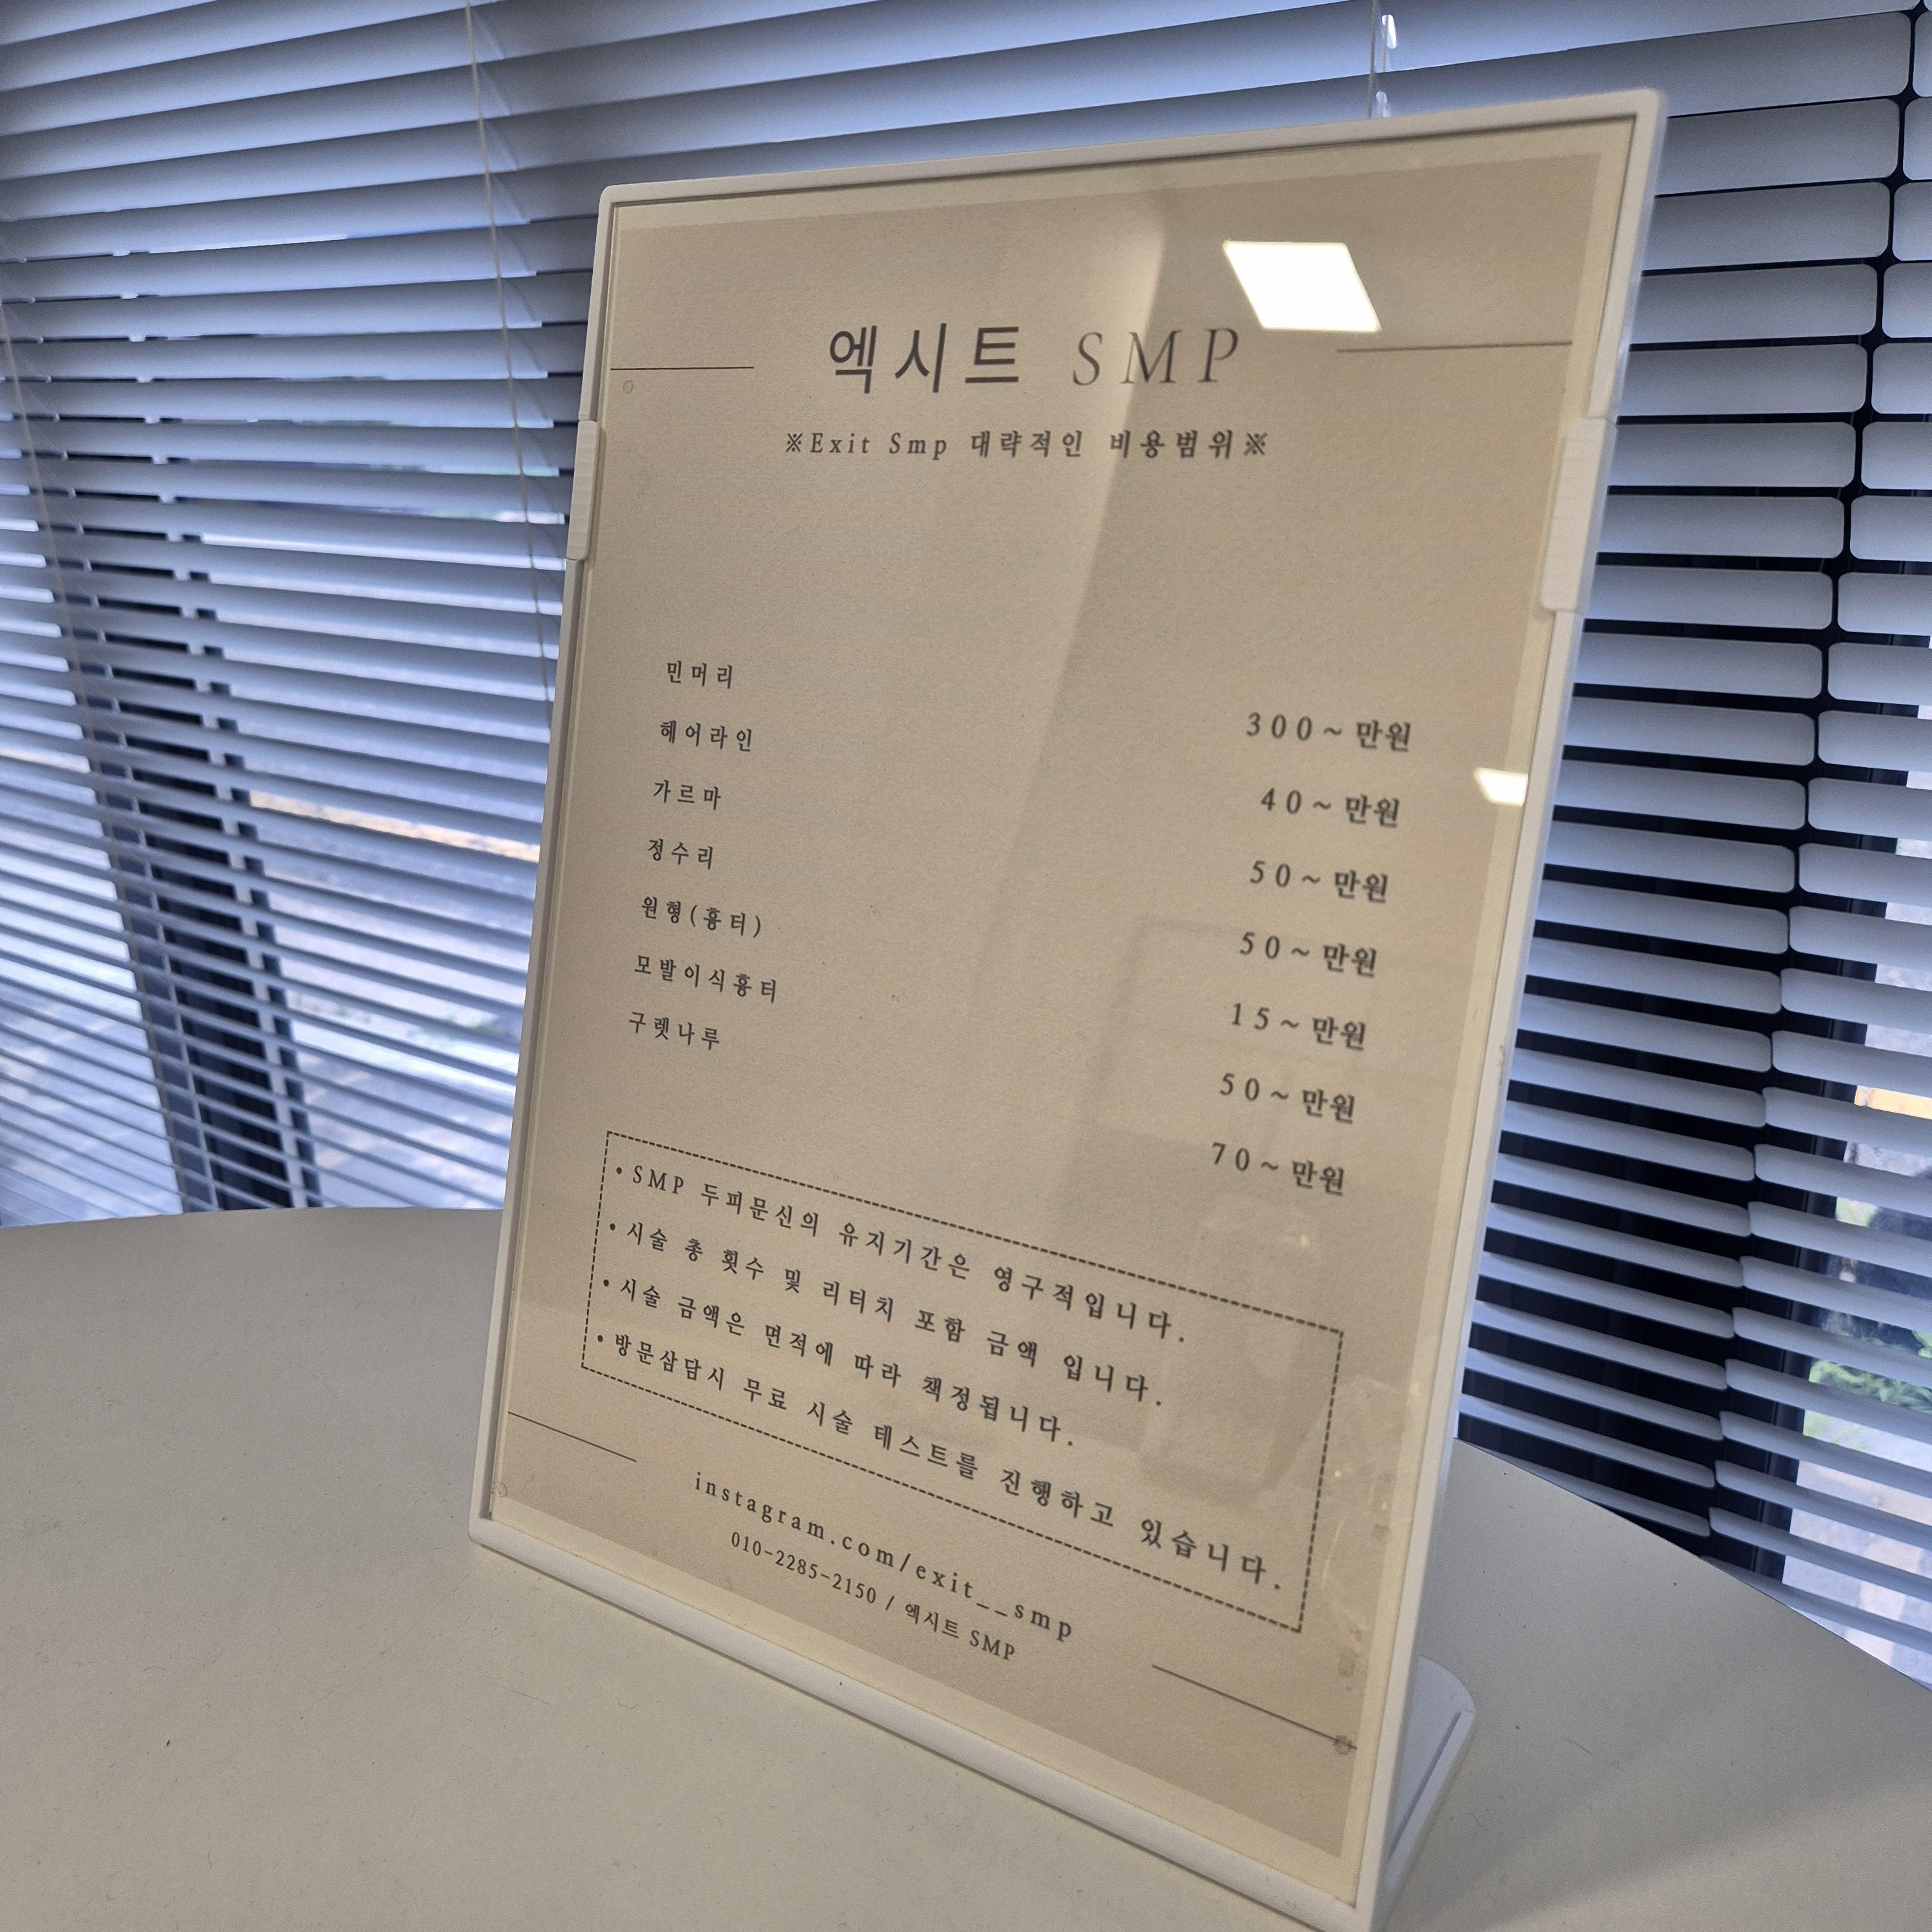 엑시트 SMP
※Exit Smp 대략적인 비용범위※
민머리 300~만원
헤어라인 40~만원
가르마 50~만원
정수리 50~만원
원형(흉터) 15~만원
모발이식흉터 50~만원
구렛나루 70~만원
• SMP 두피문신의 유지기간은 영구적입니다.
• 시술 총 횟수 및 리터치 포함 금액 입니다.
• 시술 금액은 면적에 따라 책정됩니다.
• 방문삼담시 무료 시술 테스트를 진행하고 있습니다.
instagram.com/exit__smp
010-2285-2150 / 엑시트 SMP